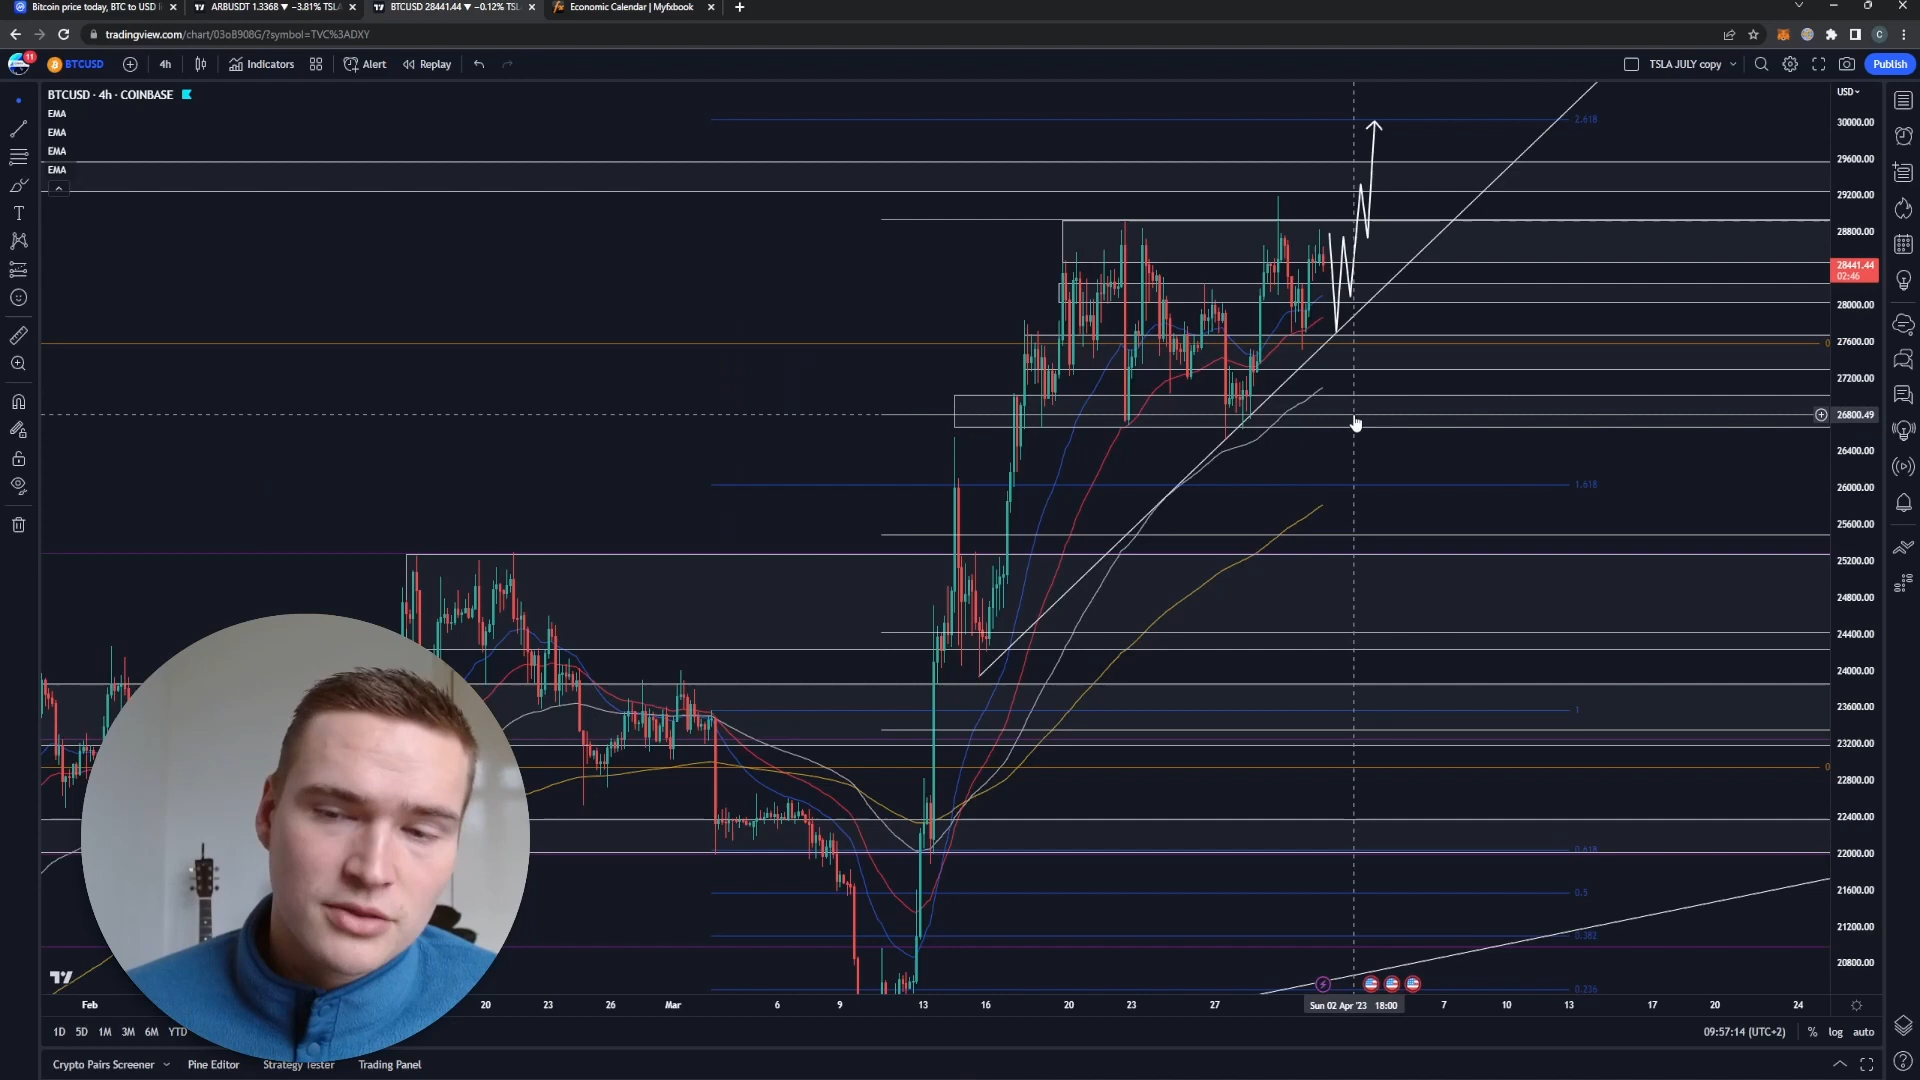 Bitcoin price today, BTC to USD l
ARBUSDT 1.3368 ▼ −3.81% TSLA
BTCUSD 28441.44 ▼ −0.12% TSL
Economic Calendar | Myfxbook
tradingview.com/chart/03oB908G/?symbol=TVC%3ADXY
C
11
BTCUSD
4h
Indicators
Alert
Replay
TSLA JULY copy
Publish
BTCUSD · 4h · COINBASE
EMA
EMA
EMA
EMA
USD
30000.00
29600.00
29200.00
28800.00
28441.44
02:46
28000.00
27600.00
27200.00
26800.49
26400.00
26000.00
25600.00
25200.00
24800.00
24400.00
24000.00
23600.00
23200.00
22800.00
22400.00
22000.00
21600.00
21200.00
20800.00
2.618
0
1.618
1
0
0.618
0.5
0.382
0.236
Feb
20
23
26
Mar
6
9
13
16
20
23
27
Sun 02 Apr '23 18:00
7
10
13
17
20
24
1D
5D
1M
3M
6M
YTD
09:57:14 (UTC+2)
%
log
auto
Crypto Pairs Screener
Pine Editor
Strategy Tester
Trading Panel